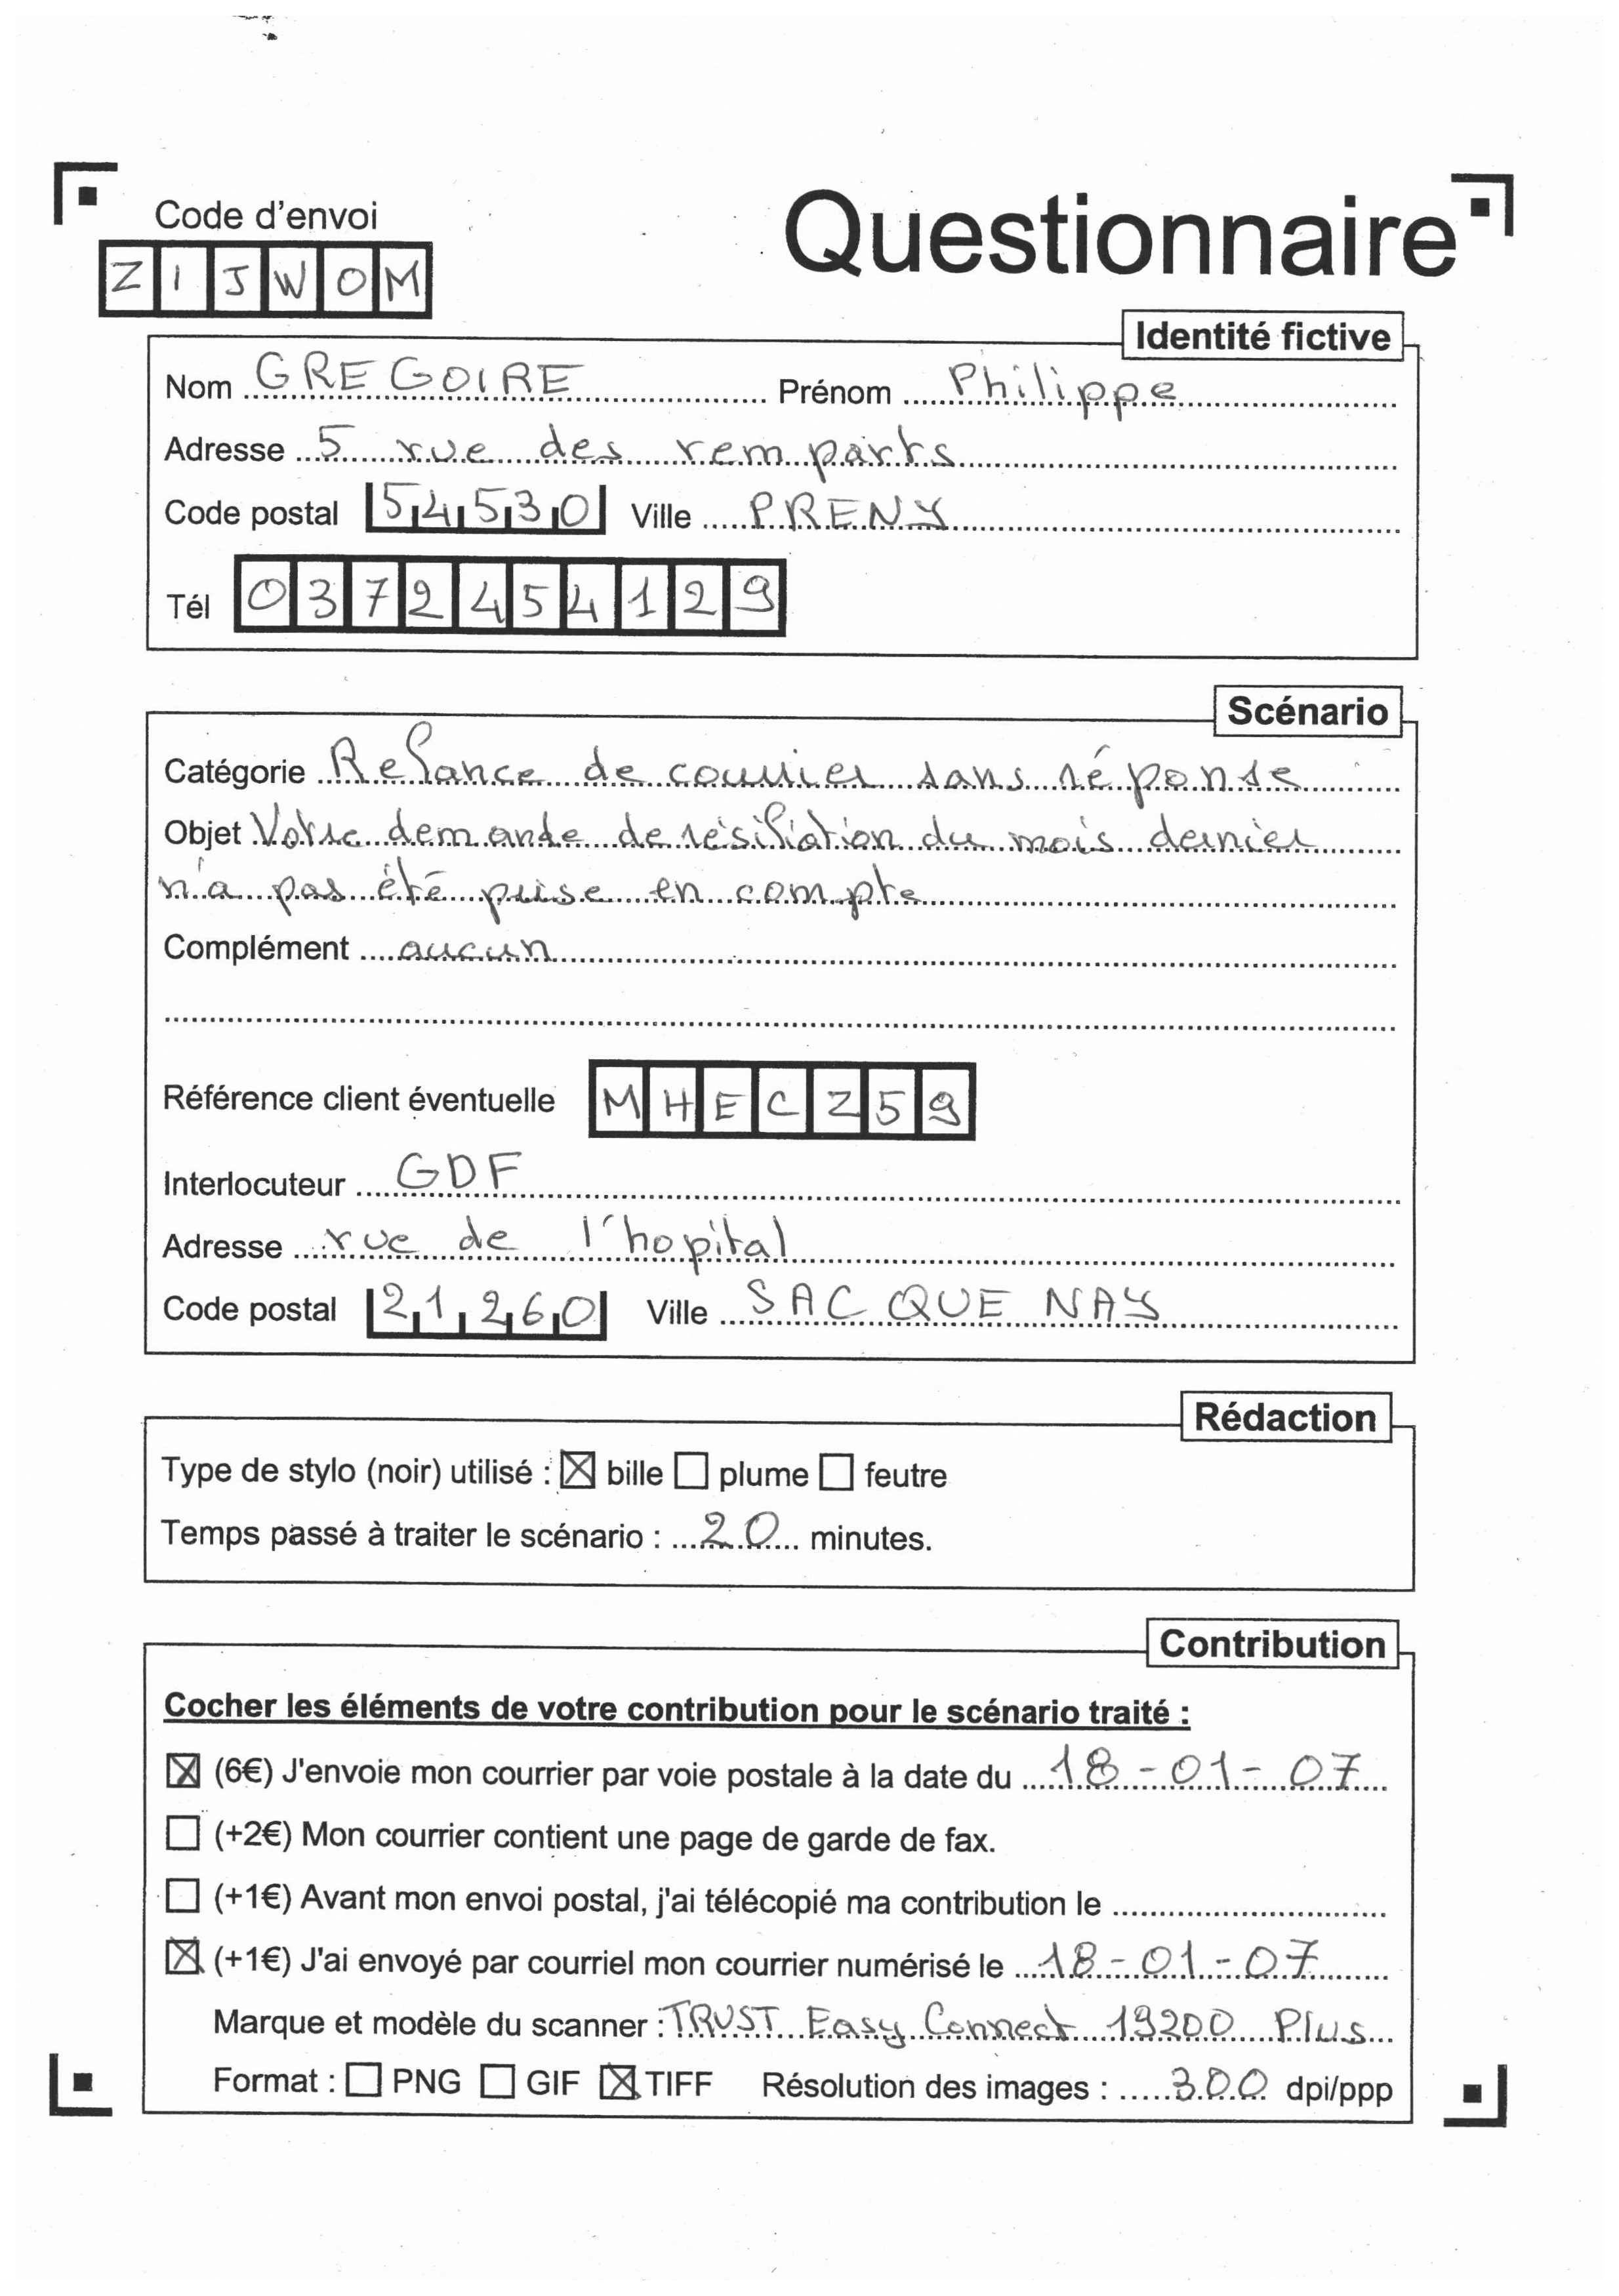 Code d'envoi
Questionnaire
ZIJWOM
Identité fictive
Nom GREGOIRE Prénom Philippe
Adresse 5 rue des remparts
Code postal 54530 Ville PRENY
Tél 0372454129
Scénario
Catégorie Relance de courrier sans réponse
Objet Votre demande de résiliation du mois dernier
n'a pas été prise en compte
Complément aucun
Référence client éventuelle MHECZ59
Interlocuteur GDF
Adresse rue de l'hopital
Code postal 21260 Ville SACQUENAY
Rédaction
Type de stylo (noir) utilisé : ☒ bille ☐ plume ☐ feutre
Temps passé à traiter le scénario : 20 minutes.
Contribution
Cocher les éléments de votre contribution pour le scénario traité :
☒ (6€) J'envoie mon courrier par voie postale à la date du 18-01-07
☐ (+2€) Mon courrier contient une page de garde de fax.
☐ (+1€) Avant mon envoi postal, j'ai télécopié ma contribution le
☒ (+1€) J'ai envoyé par courriel mon courrier numérisé le 18-01-07
Marque et modèle du scanner : TRUST Easy Connect 19200 Plus
Format : ☐ PNG ☐ GIF ☒ TIFF Résolution des images : 300 dpi/ppp